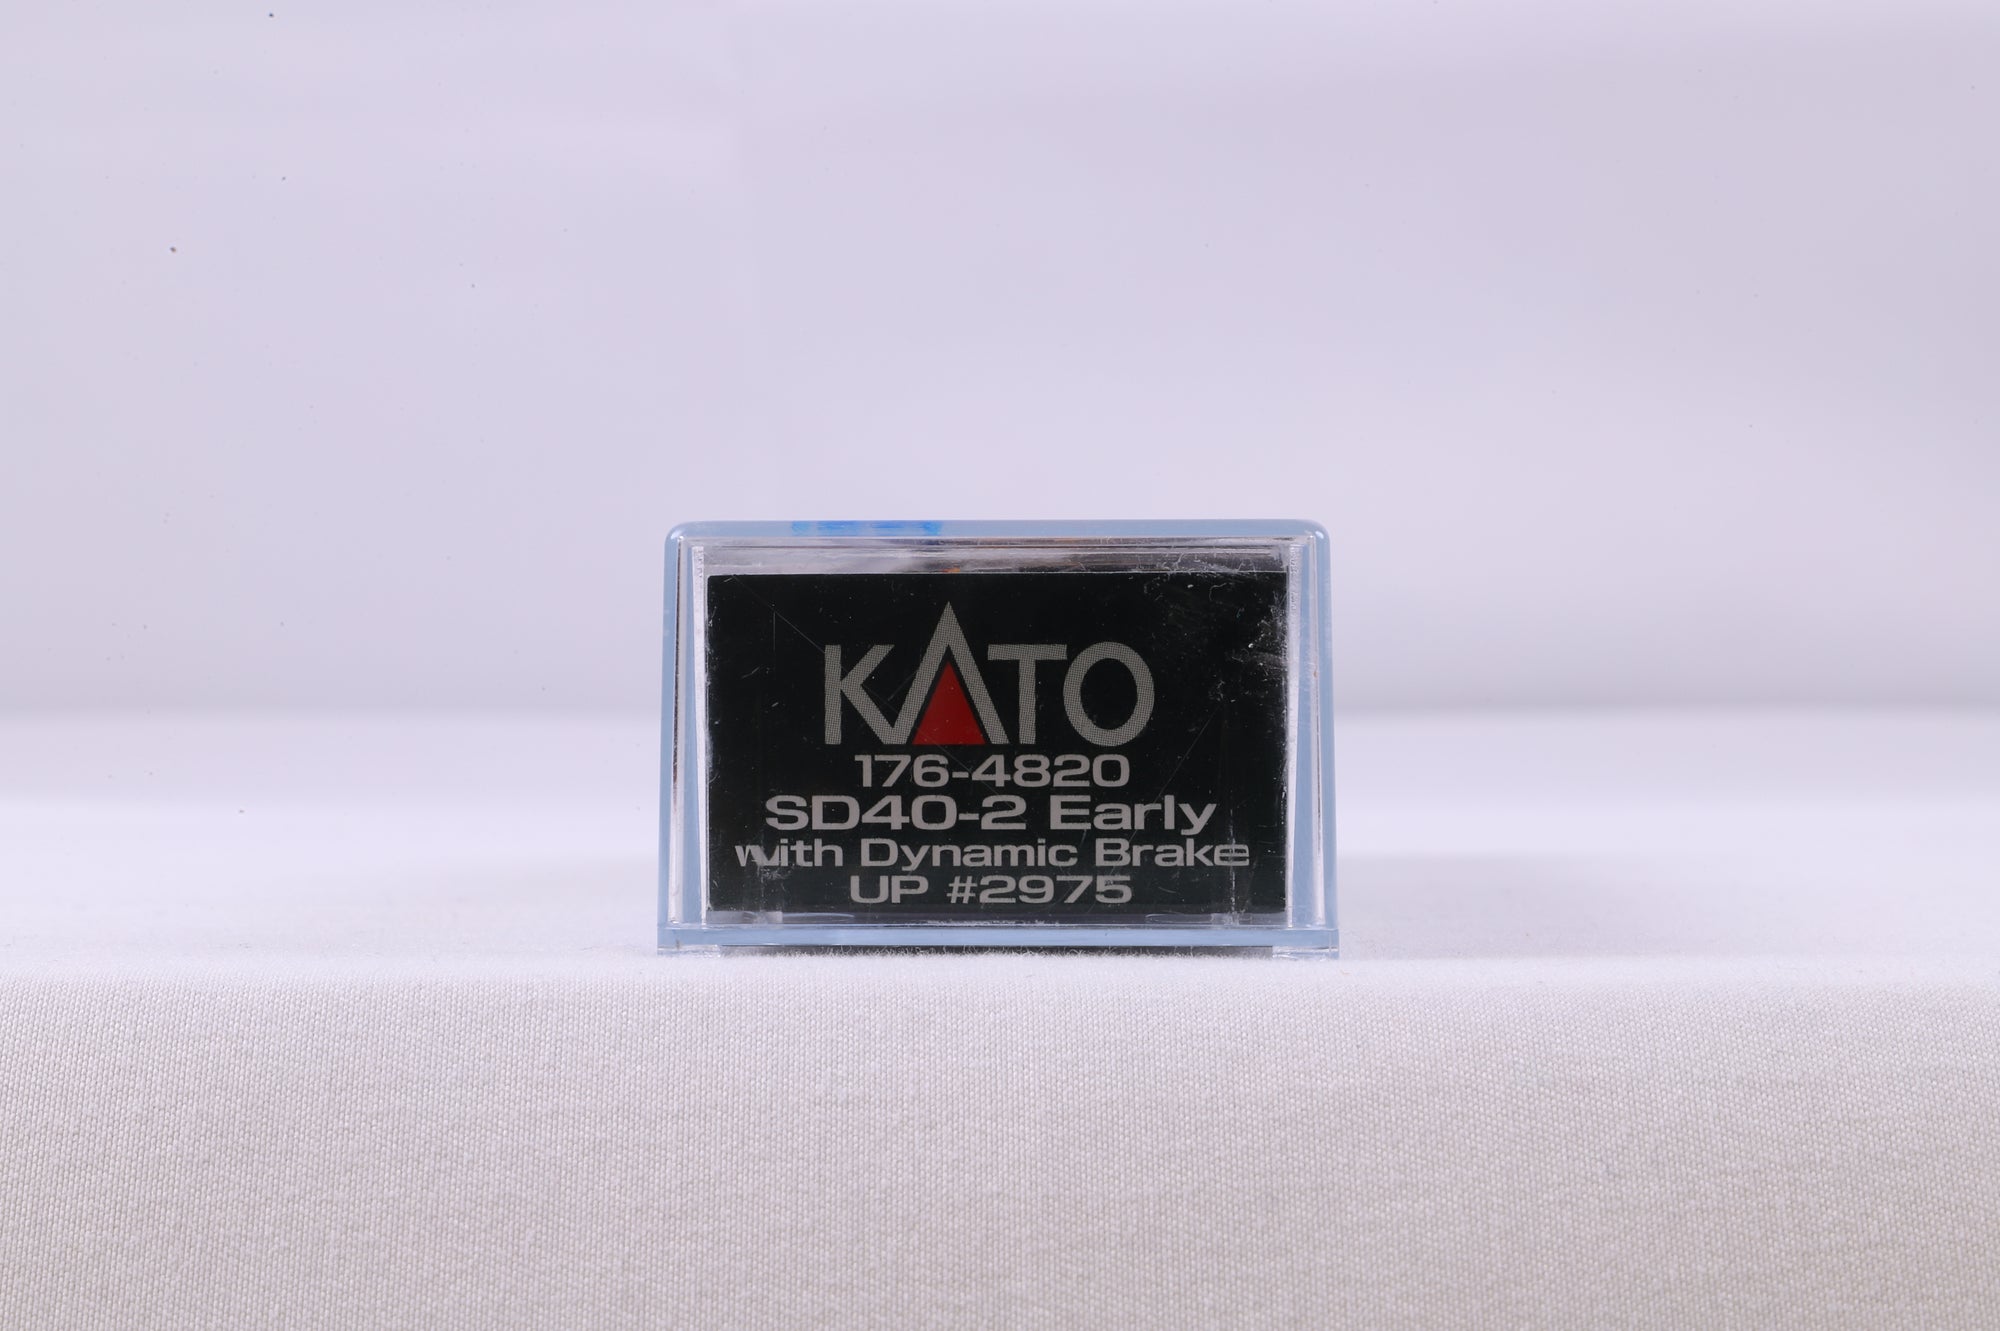 KATO
176-4820
SD40-2 Early
with Dynamic Brake
UP #2975